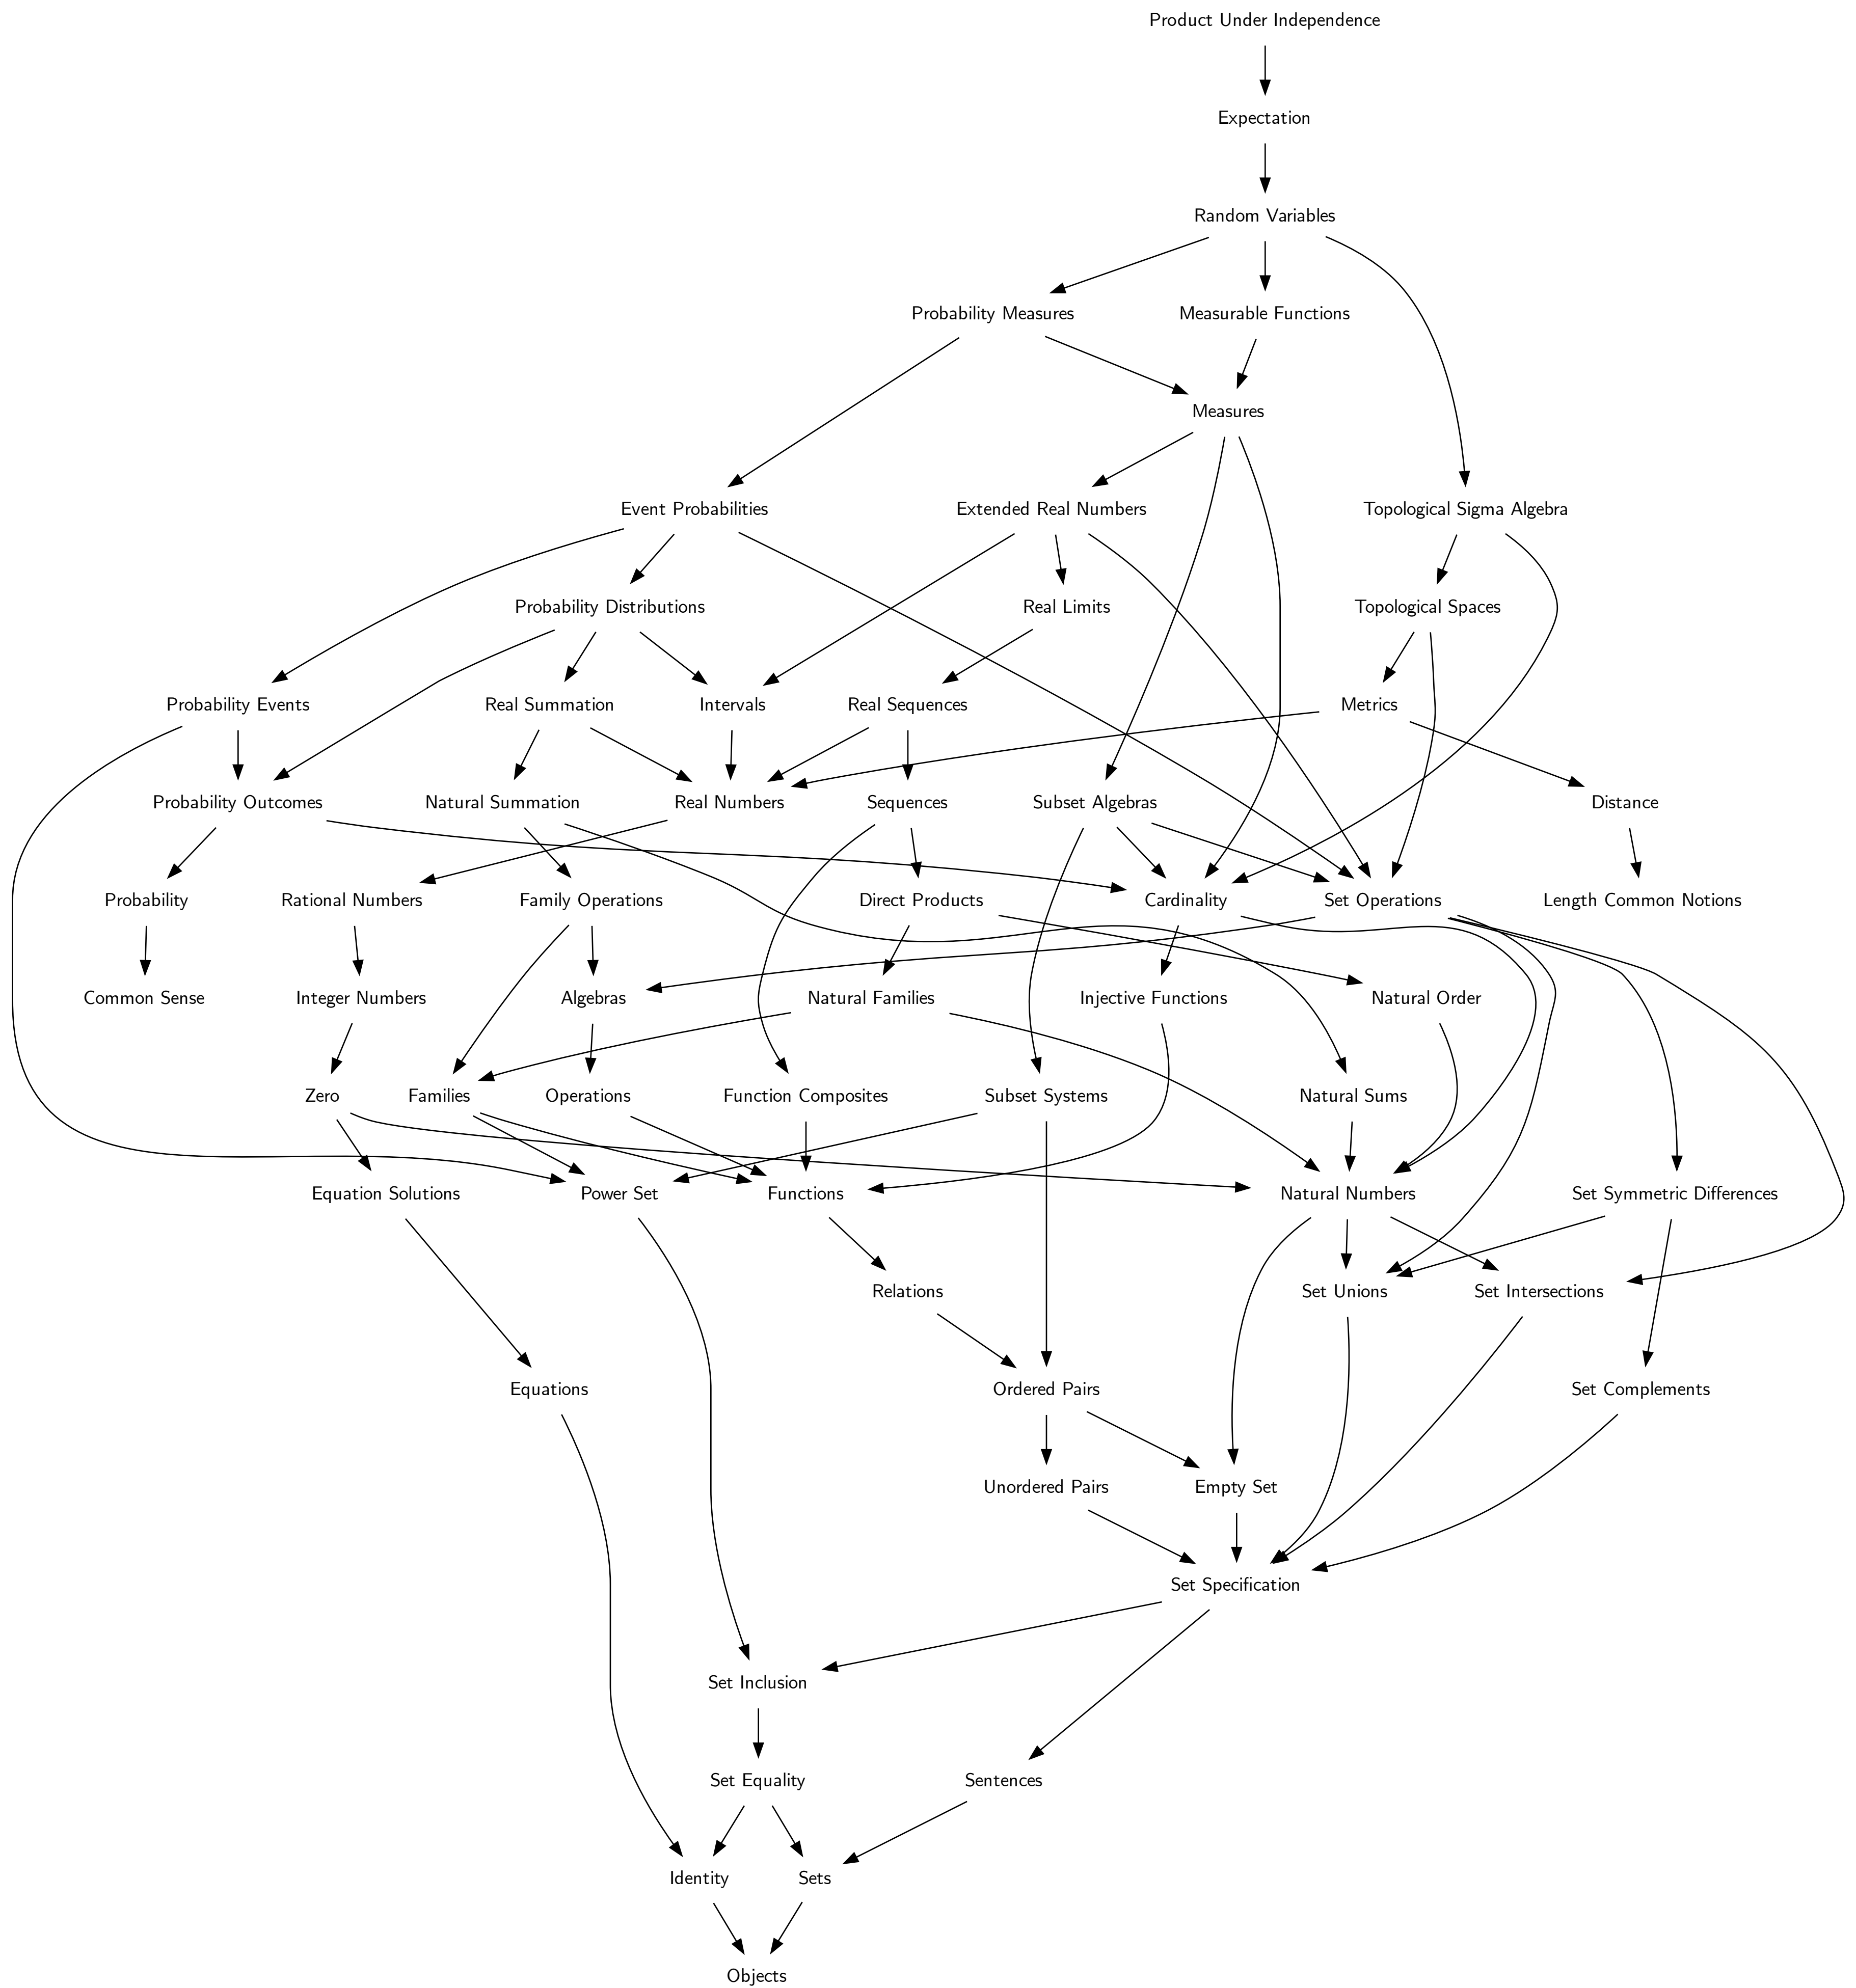 Product Under Independence
Expectation
Random Variables
Probability Measures
Measurable Functions
Measures
Event Probabilities
Extended Real Numbers
Topological Sigma Algebra
Probability Distributions
Real Limits
Topological Spaces
Probability Events
Real Summation
Intervals
Real Sequences
Metrics
Probability Outcomes
Natural Summation
Real Numbers
Sequences
Subset Algebras
Distance
Probability
Rational Numbers
Family Operations
Direct Products
Cardinality
Set Operations
Length Common Notions
Common Sense
Integer Numbers
Algebras
Natural Families
Injective Functions
Natural Order
Zero
Families
Operations
Function Composites
Subset Systems
Natural Sums
Equation Solutions
Power Set
Functions
Natural Numbers
Set Symmetric Differences
Relations
Set Unions
Set Intersections
Equations
Ordered Pairs
Set Complements
Unordered Pairs
Empty Set
Set Specification
Set Inclusion
Set Equality
Sentences
Identity
Sets
Objects